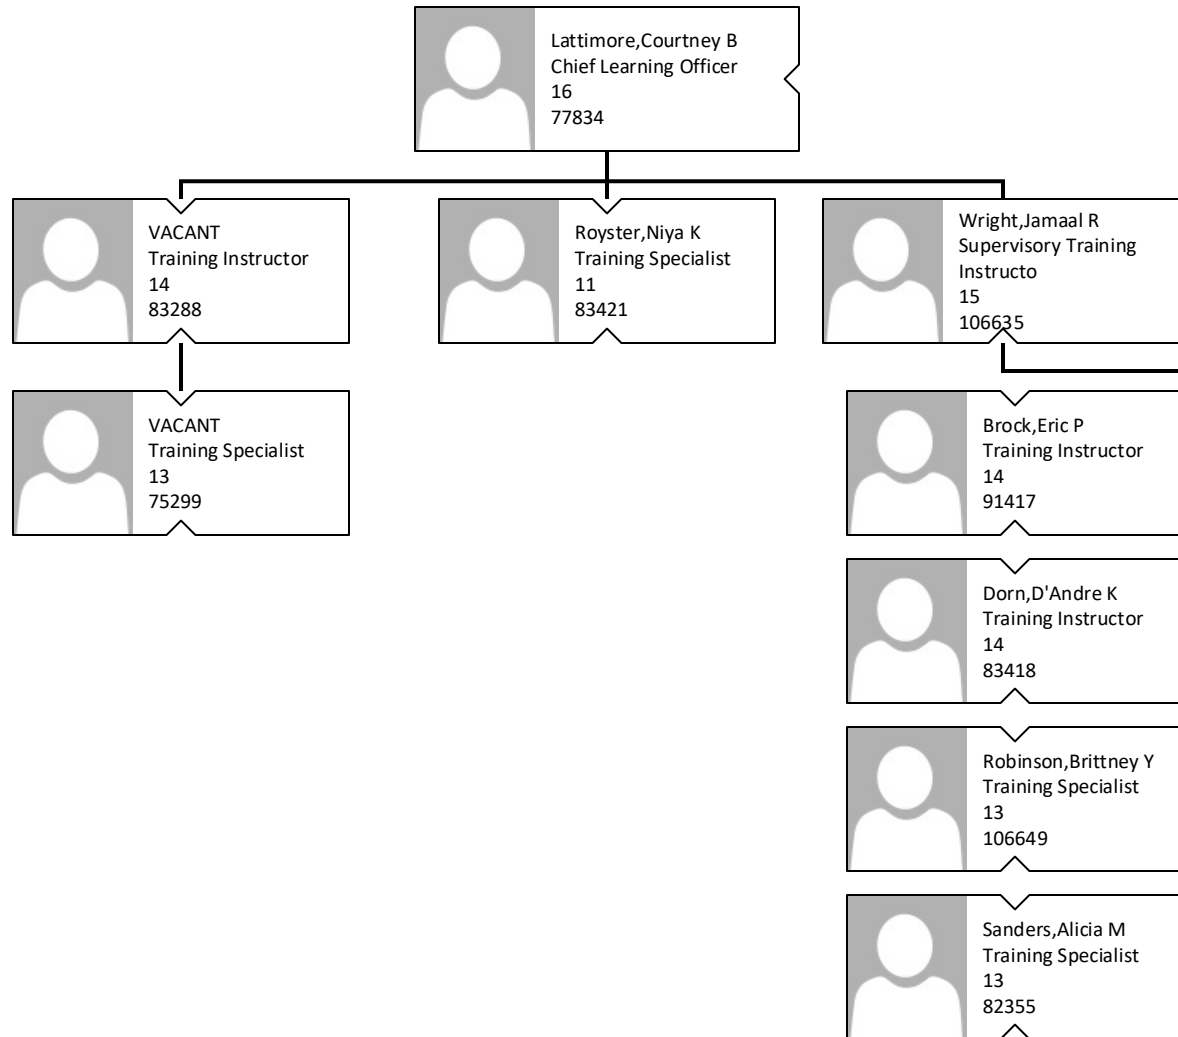 Lattimore,Courtney B
Chief Learning Officer
16
77834
VACANT
Training Instructor
14
83288
Royster,Niya K
Training Specialist
11
83421
Wright,Jamaal R
Supervisory Training
Instructo
15
106635
VACANT
Training Specialist
13
75299
Brock,Eric P
Training Instructor
14
91417
Dorn,D'Andre K
Training Instructor
14
83418
Robinson,Brittney Y
Training Specialist
13
106649
Sanders,Alicia M
Training Specialist
13
82355